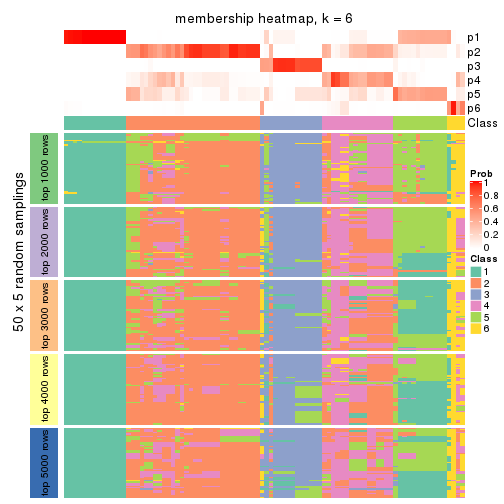 membership heatmap, k = 6
p1
p2
p3
p4
p5
p6
Class
50 x 5 random samplings
top 1000 rows
top 2000 rows
top 3000 rows
top 4000 rows
top 5000 rows
Prob
1
0.8
0.6
0.4
0.2
0
Class
1
2
3
4
5
6